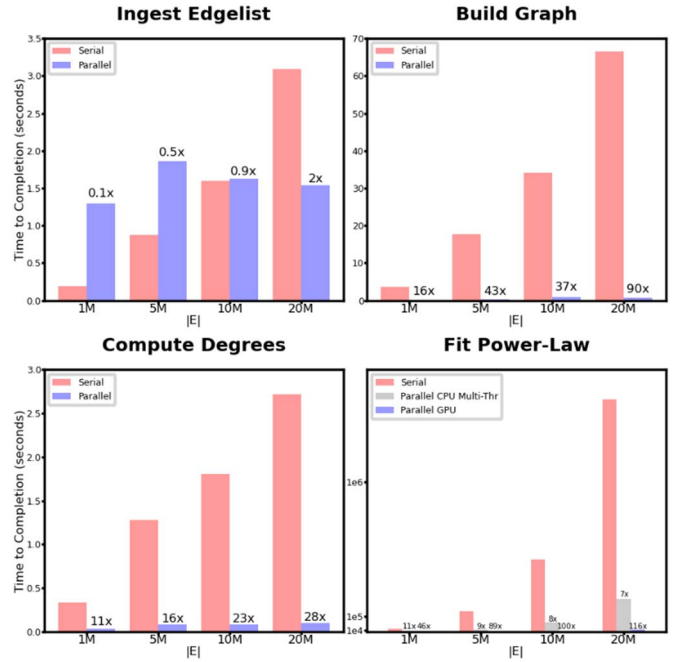 Ingest Edgelist
Time to Completion (seconds)
3.5
3.0
2.5
2.0
1.5
1.0
0.5
0.0
Serial
Parallel
0.1x
0.5x
0.9x
2x
1M
5M
10M
20M
|E|
Build Graph
70
60
50
40
30
20
10
0
Serial
Parallel
16x
43x
37x
90x
1M
5M
10M
20M
|E|
Compute Degrees
Time to Completion (seconds)
3.0
2.5
2.0
1.5
1.0
0.5
0.0
Serial
Parallel
11x
16x
23x
28x
1M
5M
10M
20M
|E|
Fit Power-Law
1e6
1e5
1e4
Serial
Parallel CPU Multi-Thr
Parallel GPU
11x 46x
9x 89x
8x
100x
7x
116x
1M
5M
10M
20M
|E|